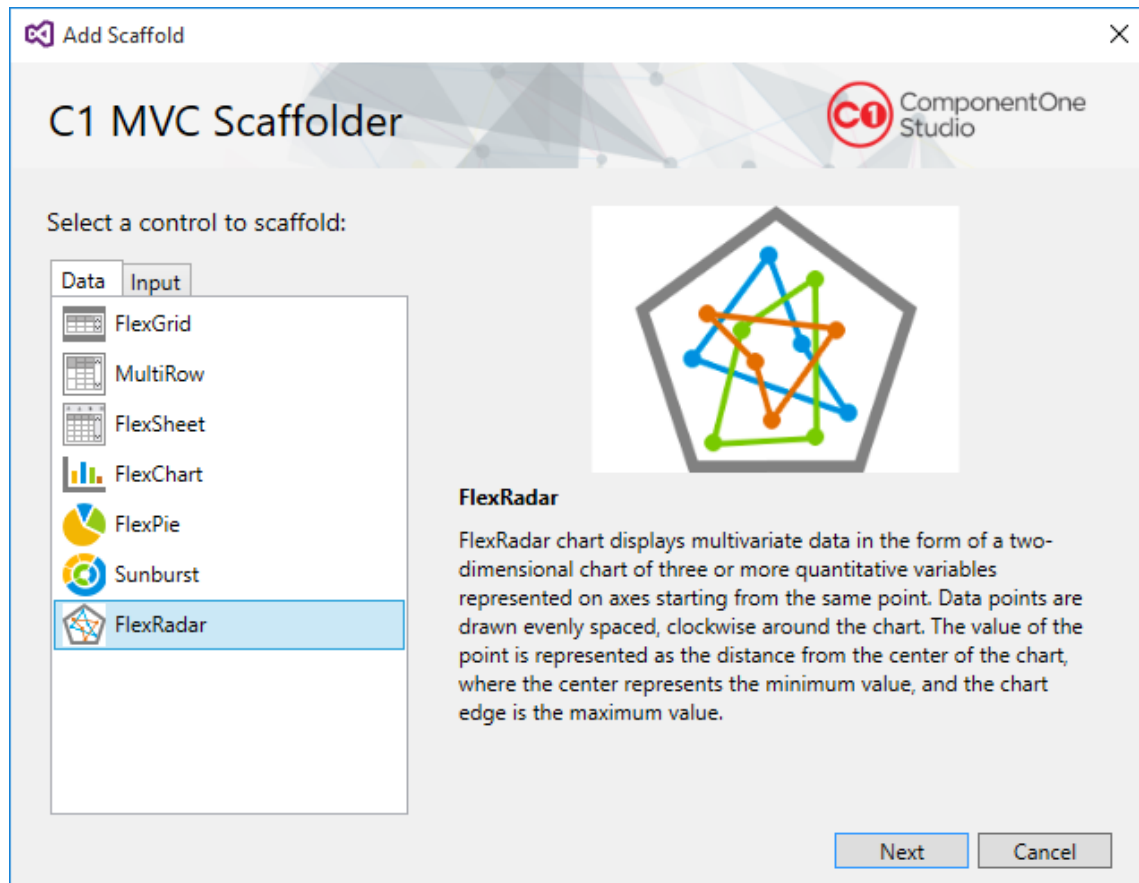 Add Scaffold
C1 MVC Scaffolder
C1 ComponentOne
Studio
Select a control to scaffold:
Data Input
FlexGrid
MultiRow
FlexSheet
FlexChart
FlexPie
Sunburst
FlexRadar
FlexRadar
FlexRadar chart displays multivariate data in the form of a two-
dimensional chart of three or more quantitative variables
represented on axes starting from the same point. Data points are
drawn evenly spaced, clockwise around the chart. The value of the
point is represented as the distance from the center of the chart,
where the center represents the minimum value, and the chart
edge is the maximum value.
Next Cancel